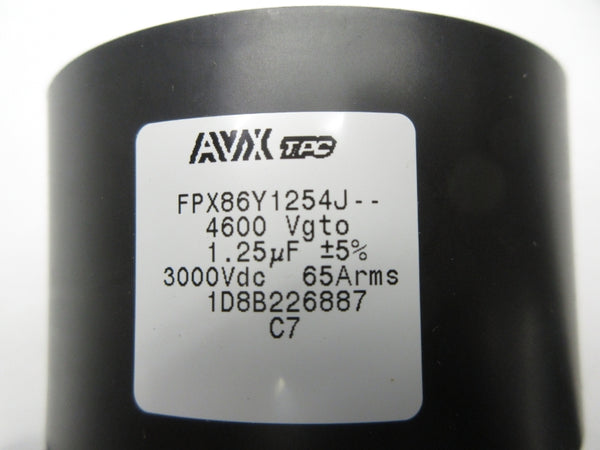 AVX TPC
FPX86Y1254J--
4600 Vgto
1.25µF ±5%
3000Vdc 65Arms
1D8B226887
C7